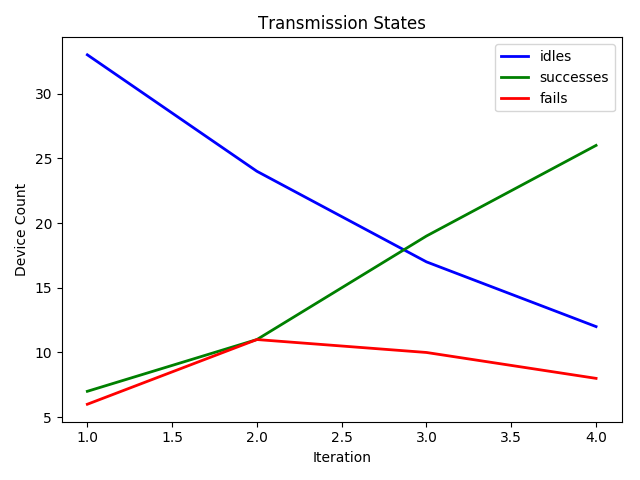 Transmission States
idles
successes
fails
Device Count
30
25
20
15
10
5
1.0 1.5 2.0 2.5 3.0 3.5 4.0
Iteration